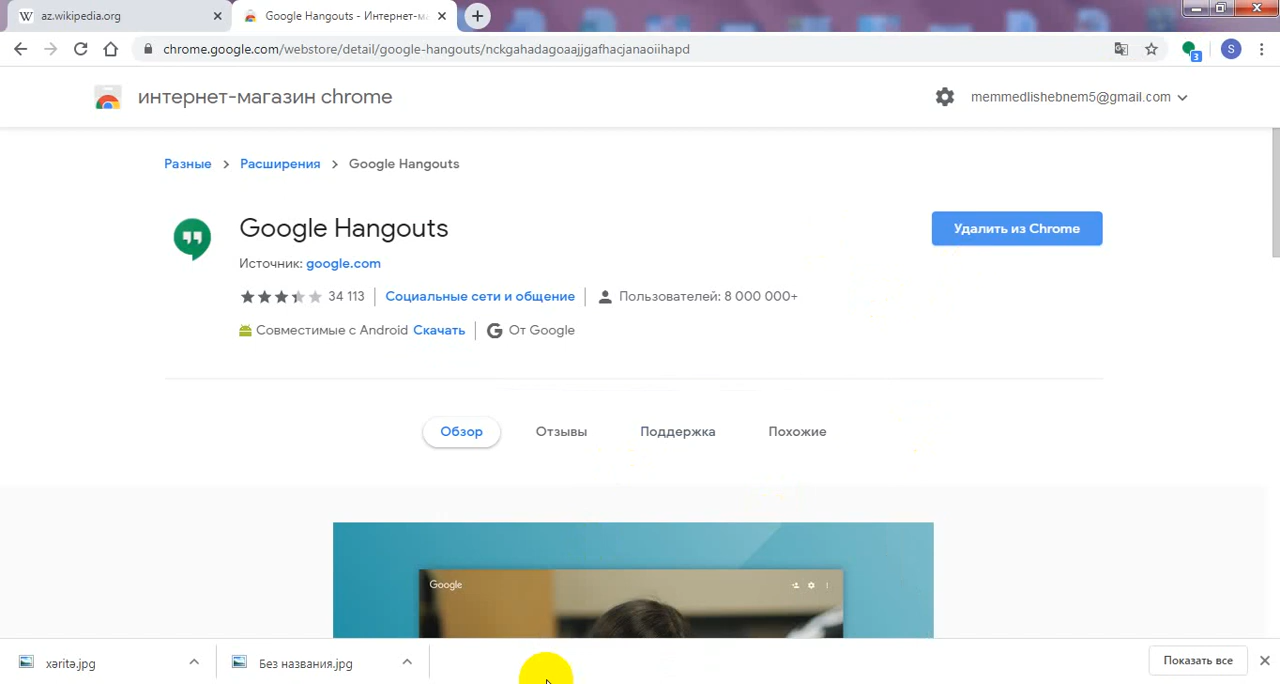 az.wikipedia.org
Google Hangouts - Интернет-ма
chrome.google.com/webstore/detail/google-hangouts/nckgahadagoaajjgafhacjanaoiihapd
3
S
интернет-магазин chrome
memmedlishebnem5@gmail.com
Разные > Расширения > Google Hangouts
Google Hangouts
Удалить из Chrome
Источник: google.com
34 113
Социальные сети и общение
Пользователей: 8 000 000+
Совместимые с Android Скачать
От Google
Обзор
Отзывы
Поддержка
Похожие
Google
xəritə.jpg
Без названия.jpg
Показать все